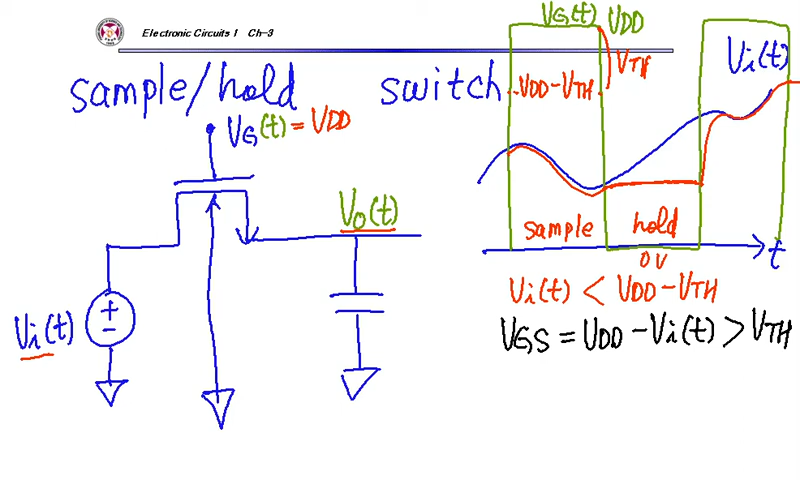 Electronic Circuits 1 Ch-3
sample/hold switch
VG(t) = VDD
Vo(t)
Vi(t)
+
-
VG(t) VDD
VTH
VDD-VTH
Vi(t)
sample hold
0V
t
Vi(t) < VDD-VTH
VGS = VDD-Vi(t) > VTH